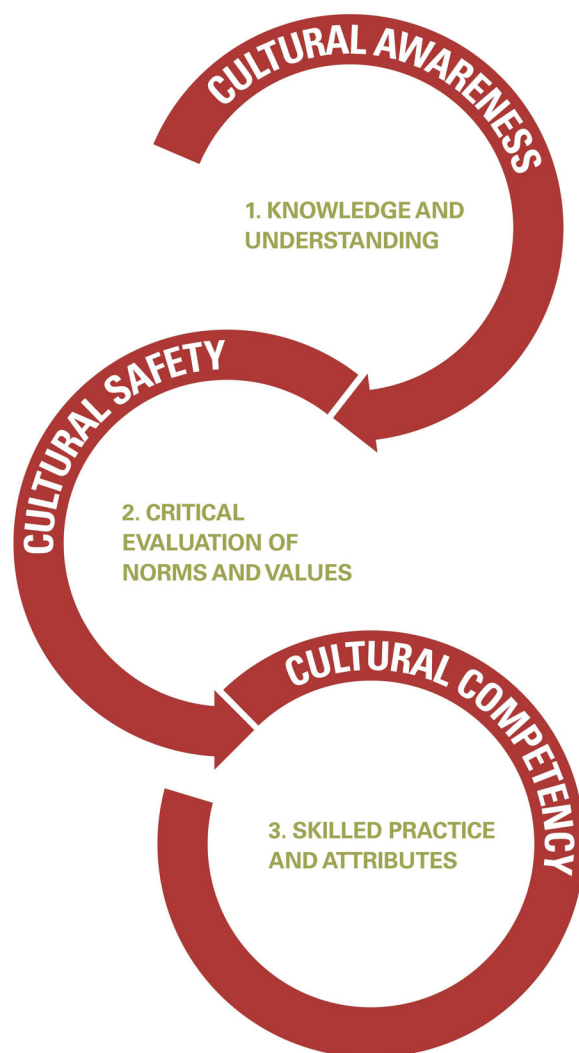 CULTURAL AWARENESS
1. KNOWLEDGE AND
UNDERSTANDING
CULTURAL SAFETY
2. CRITICAL
EVALUATION OF
NORMS AND VALUES
CULTURAL COMPETENCY
3. SKILLED PRACTICE
AND ATTRIBUTES